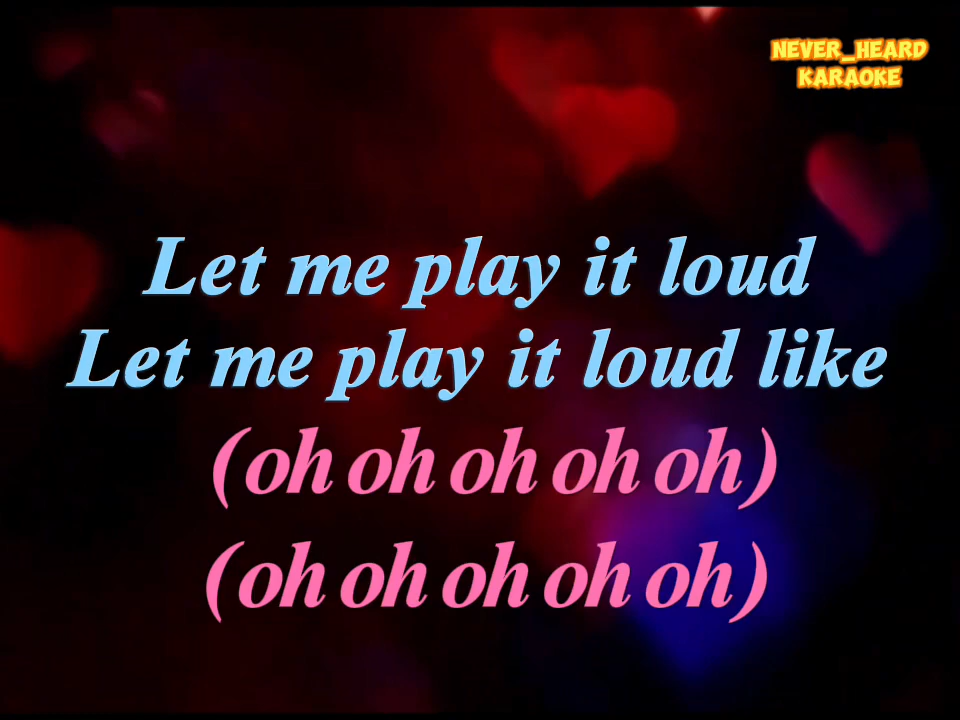 NEVER_HEARD
KARAOKE
Let me play it loud
Let me play it loud like
(oh oh oh oh oh)
(oh oh oh oh oh)